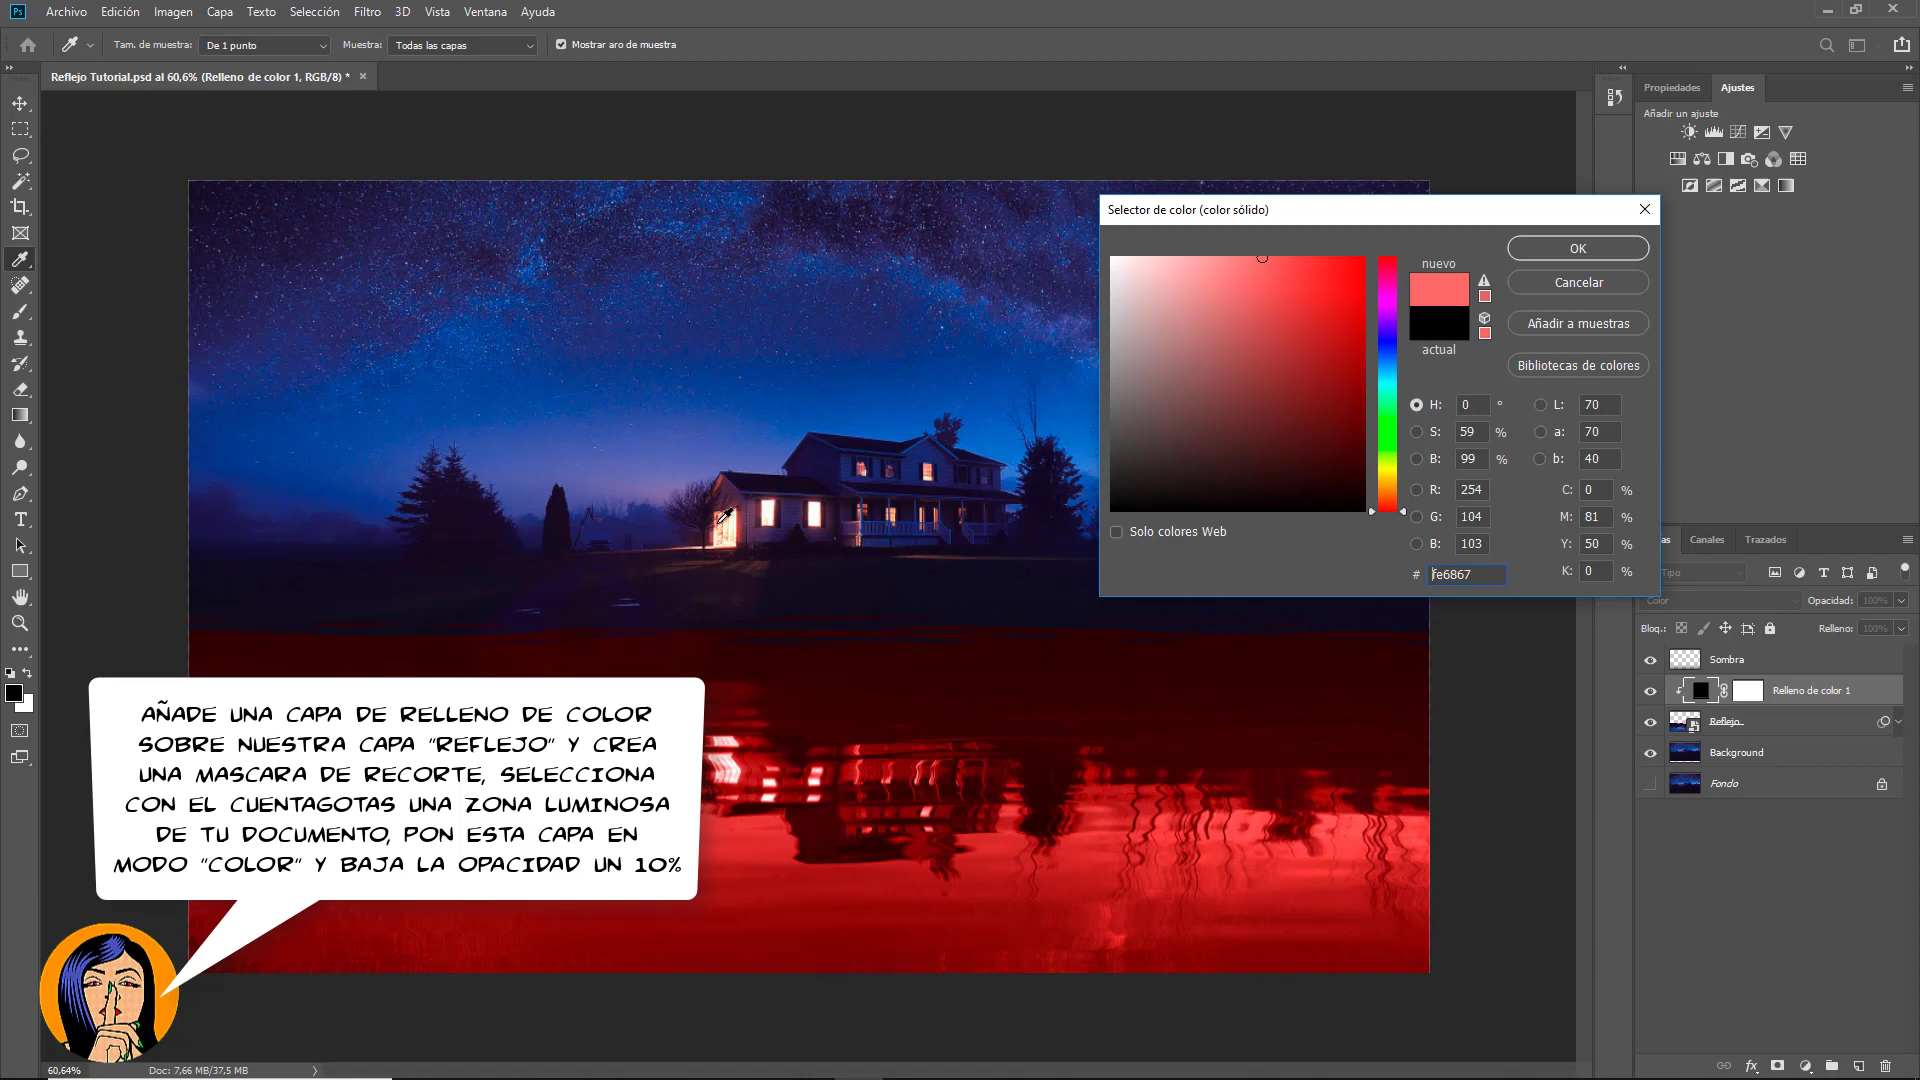 Ps Archivo Edición Imagen Capa Texto Selección Filtro 3D Vista Ventana Ayuda
Tam. de muestra: De 1 punto Muestra: Todas las capas Mostrar aro de muestra
Reflejo Tutorial.psd al 60,6% (Relleno de color 1, RGB/8) *
Propiedades Ajustes
Añadir un ajuste
Selector de color (color sólido)
OK
nuevo
Cancelar
Añadir a muestras
actual
Bibliotecas de colores
H: 0 ° L: 70
S: 59 % a: 70
B: 99 % b: 40
R: 254 C: 0 %
G: 104 M: 81 %
Solo colores Web
B: 103 Y: 50 %
# fe6867 K: 0 %
as Canales Trazados
Tipo
Color Opacidad: 100%
Bloq.: Relleno: 100%
Sombra
Relleno de color 1
Reflejo
Background
Fondo
AÑADE UNA CAPA DE RELLENO DE COLOR
SOBRE NUESTRA CAPA "REFLEJO" Y CREA
UNA MASCARA DE RECORTE, SELECCIONA
CON EL CUENTAGOTAS UNA ZONA LUMINOSA
DE TU DOCUMENTO, PON ESTA CAPA EN
MODO "COLOR" Y BAJA LA OPACIDAD UN 10%
60,64% Doc: 7,66 MB/37,5 MB